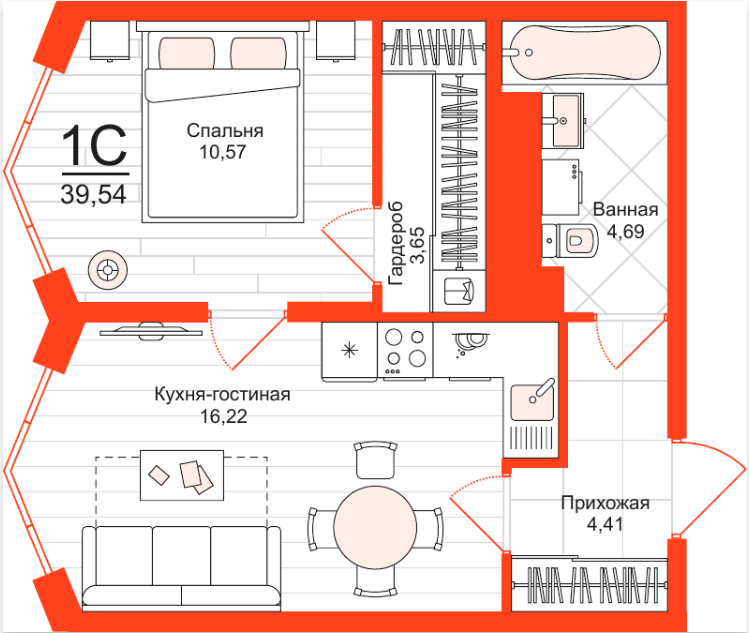 1С
39,54
Спальня
10,57
Гардероб
3,65
Ванная
4,69
Кухня-гостиная
16,22
Прихожая
4,41